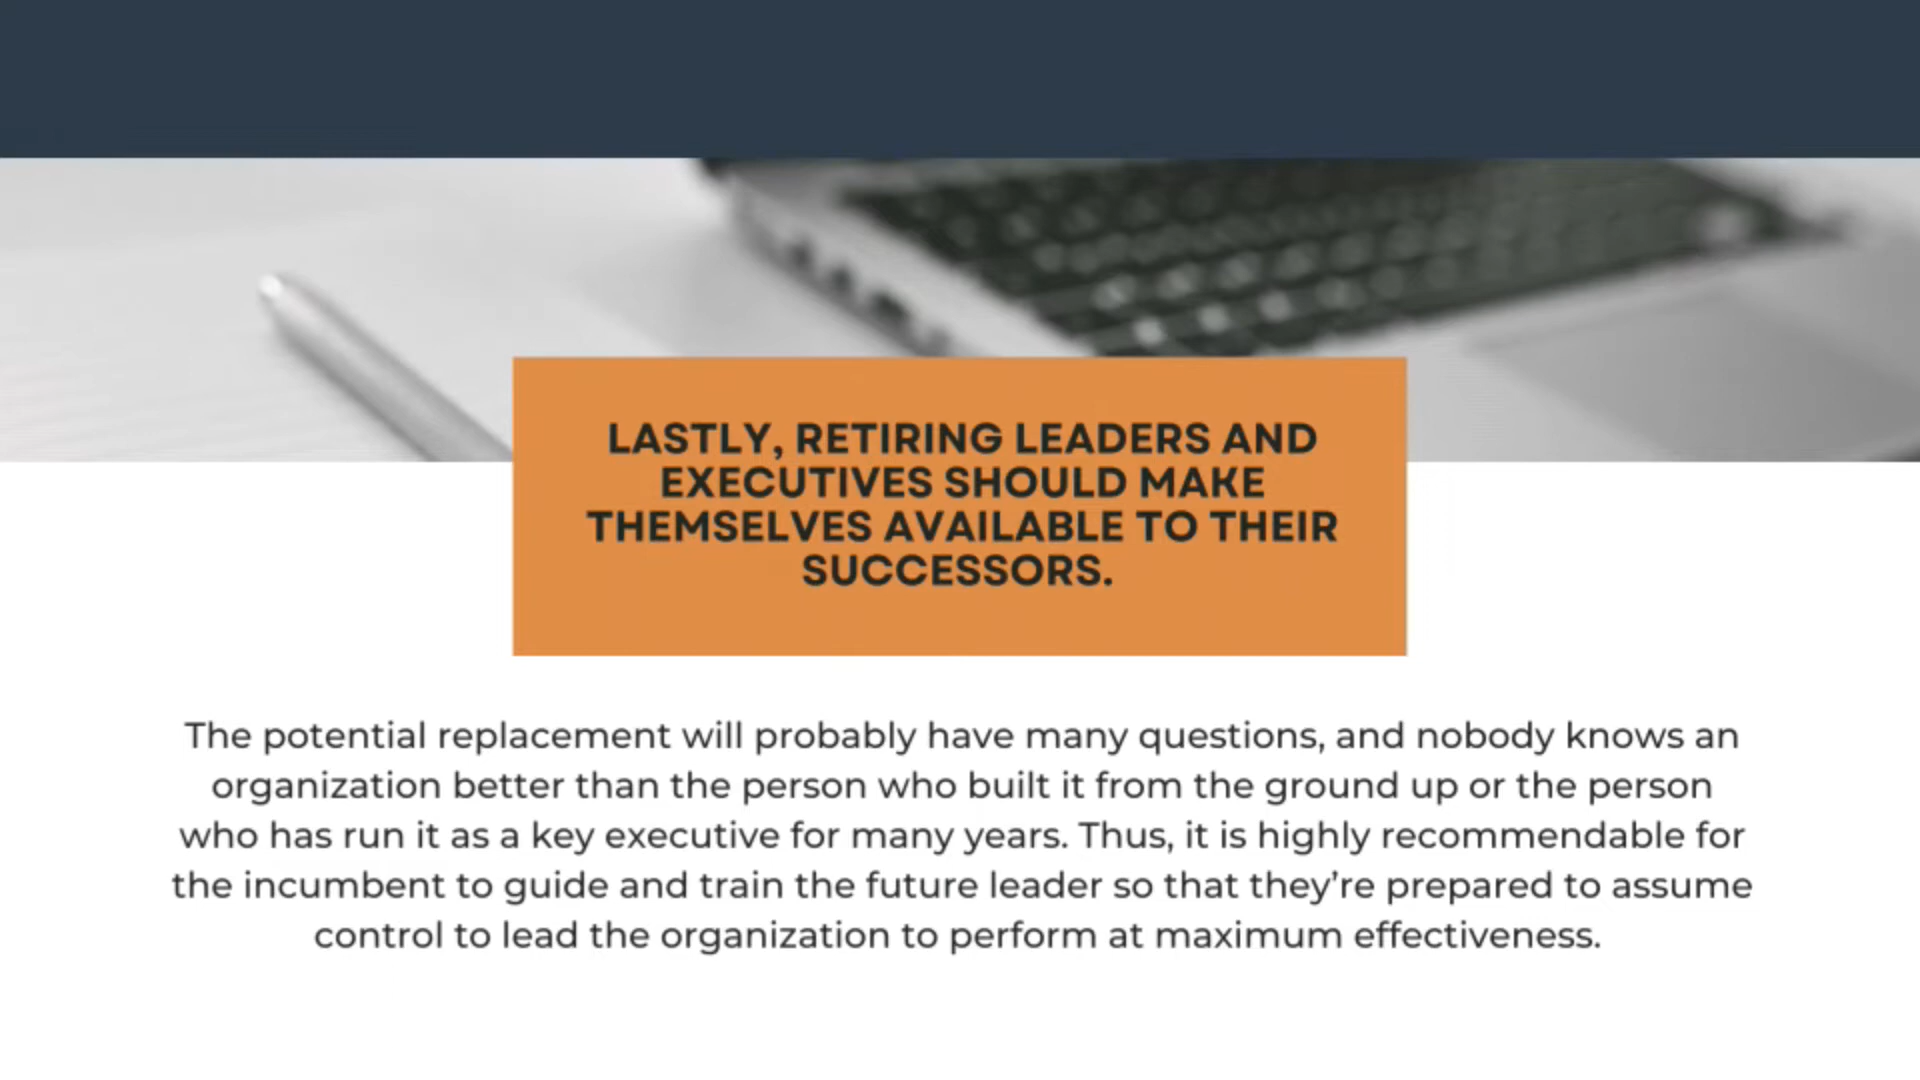 LASTLY, RETIRING LEADERS AND
EXECUTIVES SHOULD MAKE
THEMSELVES AVAILABLE TO THEIR
SUCCESSORS.
The potential replacement will probably have many questions, and nobody knows an
organization better than the person who built it from the ground up or the person
who has run it as a key executive for many years. Thus, it is highly recommendable for
the incumbent to guide and train the future leader so that they’re prepared to assume
control to lead the organization to perform at maximum effectiveness.